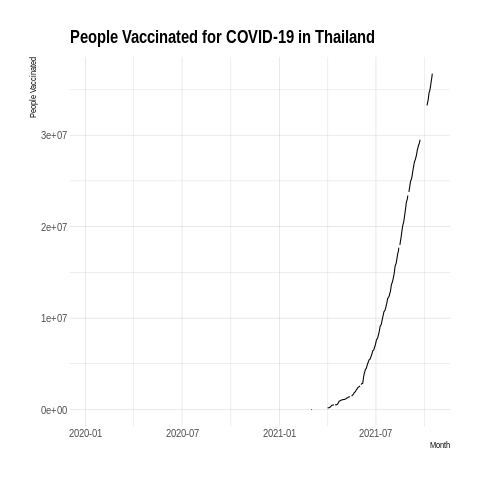 People Vaccinated for COVID-19 in Thailand
People Vaccinated
3e+07
2e+07
1e+07
0e+00
2020-01 2020-07 2021-01 2021-07
Month